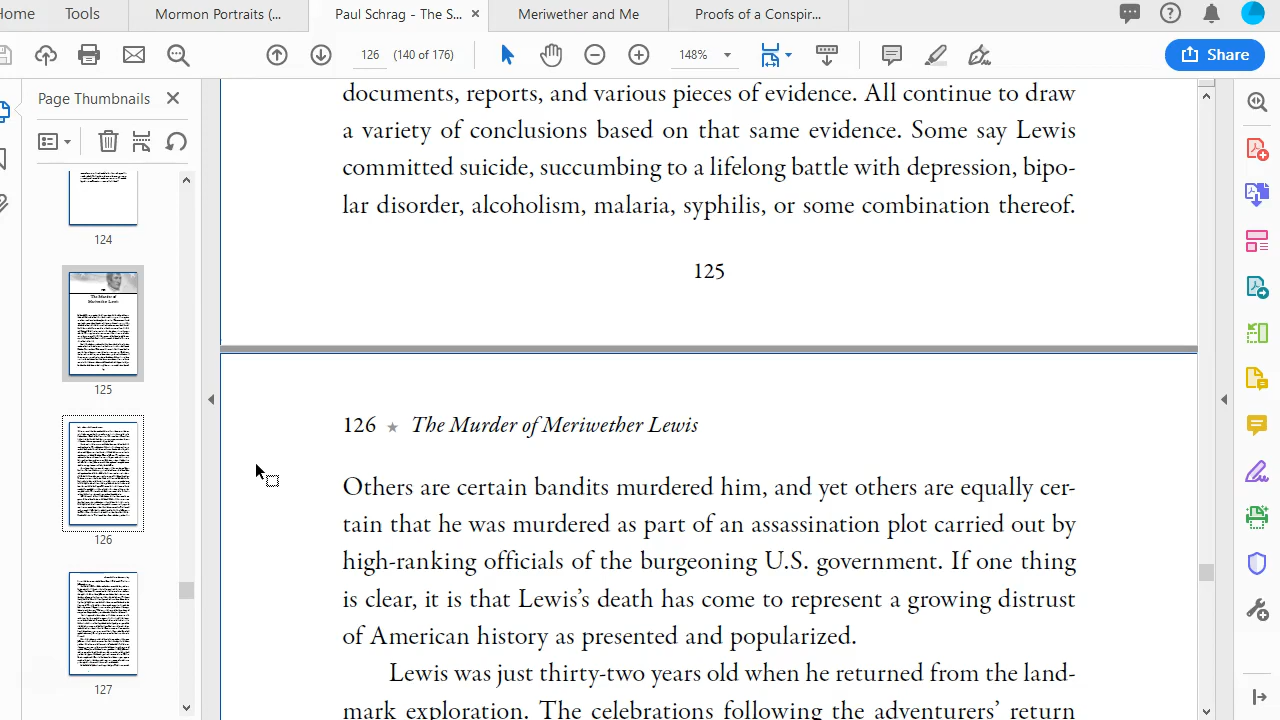 Home
Tools
Mormon Portraits (...
Paul Schrag - The S...
Meriwether and Me
Proofs of a Conspir...
126 (140 of 176)
148%
Share
Page Thumbnails
124
125
126
127
documents, reports, and various pieces of evidence. All continue to draw
a variety of conclusions based on that same evidence. Some say Lewis
committed suicide, succumbing to a lifelong battle with depression, bipo-
lar disorder, alcoholism, malaria, syphilis, or some combination thereof.
125
126 ★ The Murder of Meriwether Lewis
Others are certain bandits murdered him, and yet others are equally cer-
tain that he was murdered as part of an assassination plot carried out by
high-ranking officials of the burgeoning U.S. government. If one thing
is clear, it is that Lewis’s death has come to represent a growing distrust
of American history as presented and popularized.
Lewis was just thirty-two years old when he returned from the land-
mark exploration. The celebrations following the adventurers’ return